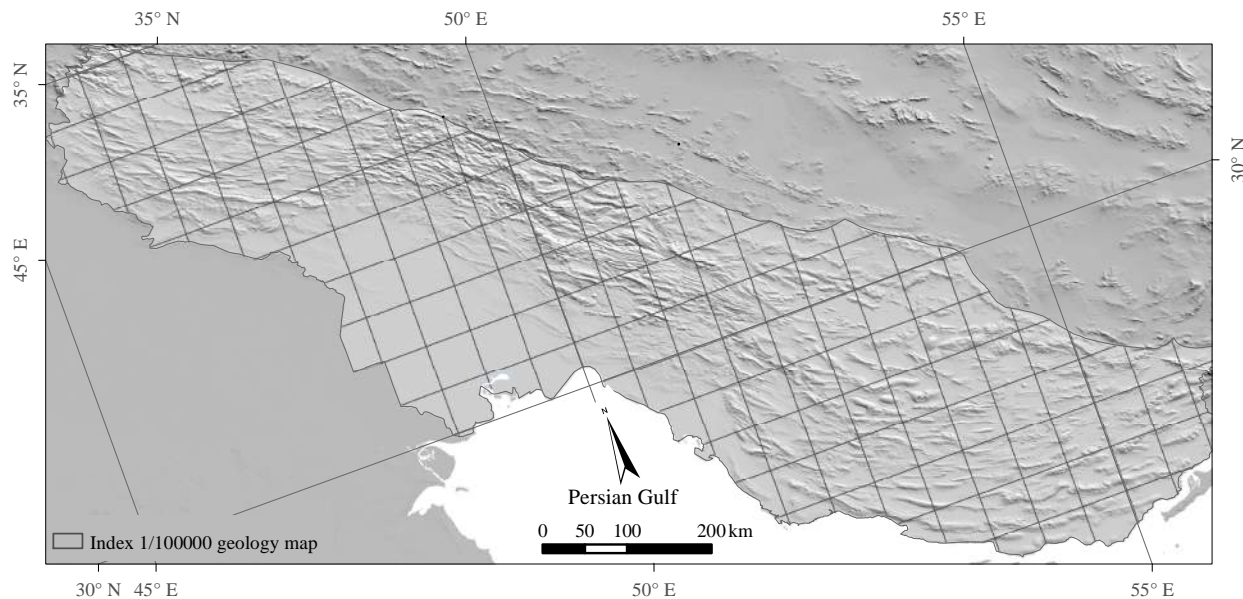 35° N 50° E 55° E
35° N
30° N
45° E
N
Persian Gulf
0 50 100 200 km
Index 1/100000 geology map
30° N 45° E 50° E 55° E